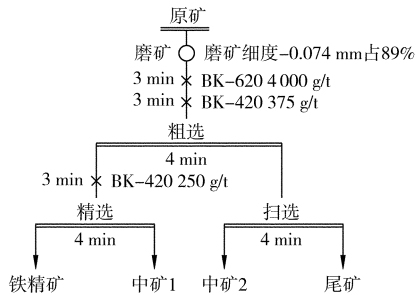 原矿
磨矿 磨矿细度-0.074 mm占89%
3 min BK-620 4 000 g/t
3 min BK-420 375 g/t
粗选
4 min
3 min BK-420 250 g/t
精选 扫选
4 min 4 min
铁精矿 中矿1 中矿2 尾矿